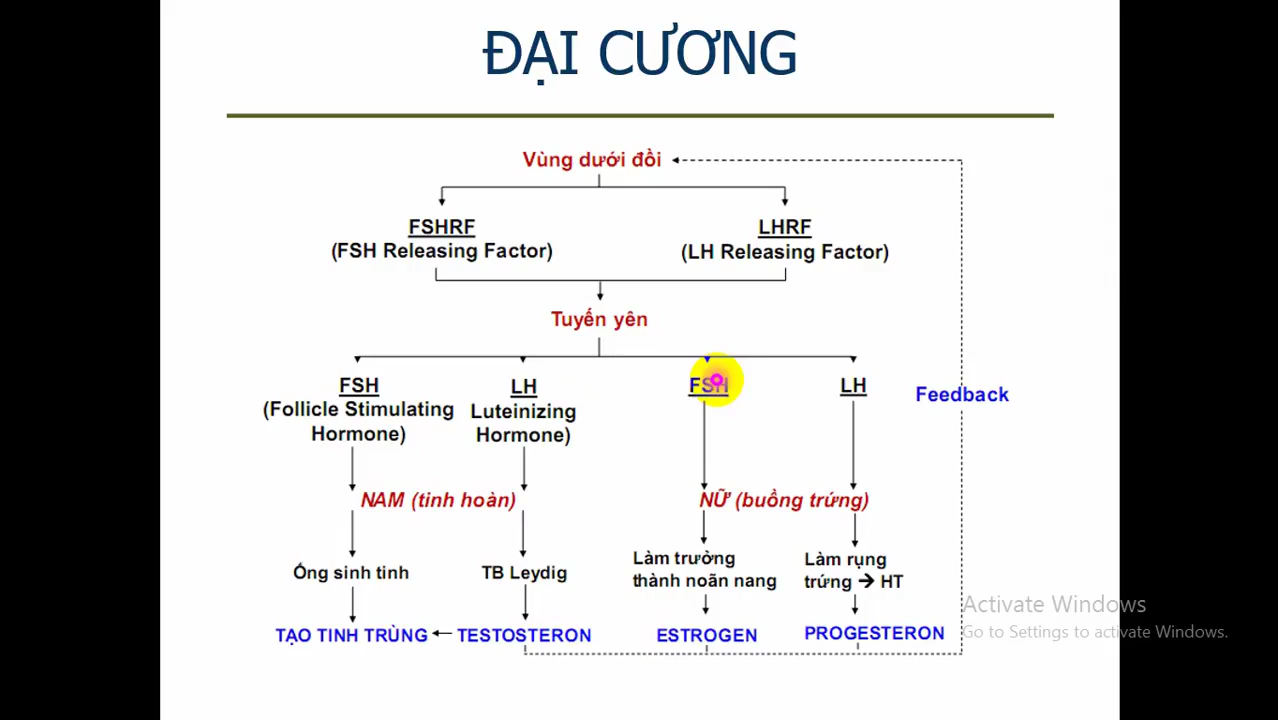 ĐẠI CƯƠNG
Vùng dưới đồi
FSHRF
(FSH Releasing Factor)
LHRF
(LH Releasing Factor)
Tuyến yên
FSH
(Follicle Stimulating
Hormone)
LH
Luteinizing
Hormone)
FSH
LH
Feedback
NAM (tinh hoàn)
NỮ (buồng trứng)
Ống sinh tinh
TB Leydig
Làm trưởng
thành noãn nang
Làm rụng
trứng → HT
TẠO TINH TRÙNG
TESTOSTERON
ESTROGEN
PROGESTERON
Activate Windows
Go to Settings to activate Windows.